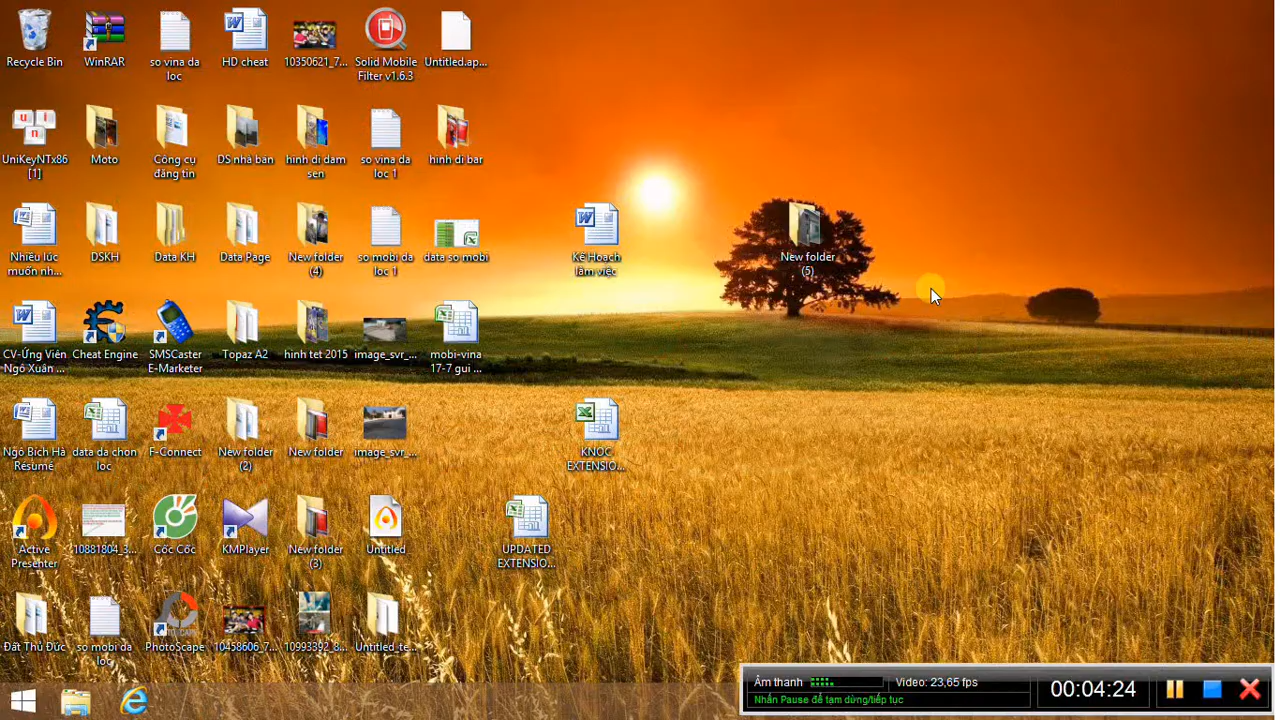 Recycle Bin
WinRAR
so vina da
loc
HD cheat
10350621_7...
Solid Mobile
Filter v1.6.3
Untitled.ap...
UniKeyNTx86
[1]
Moto
Công cụ
đăng tin
DS nhà bán
hinh di dam
sen
so vina da
loc 1
hinh di bar
Nhiều lúc
muốn nh...
DSKH
Data KH
Data Page
New folder
(4)
so mobi da
loc 1
data so mobi
Kế Hoạch
làm việc
New folder
(5)
CV-Ứng Viên
Ngô Xuân ...
Cheat Engine
SMSCaster
E-Marketer
Topaz A2
hinh tet 2015
image_svr_...
mobi-vina
17-7 gui ...
Ngô Bích Hà
Résumé
data da chon
loc
F-Connect
New folder
(2)
New folder
image_svr_...
KNOC
EXTENSIO...
Active
Presenter
10881804_3...
Cốc Cốc
KMPlayer
New folder
(3)
Untitled
UPDATED
EXTENSIO...
Đất Thủ Đức
so mobi da
loc
PhotoScape
10458606_7...
10993392_8...
Untitled_te...
Âm thanh
Video: 23,65 fps
Nhấn Pause để tạm dừng/tiếp tục
00:04:24